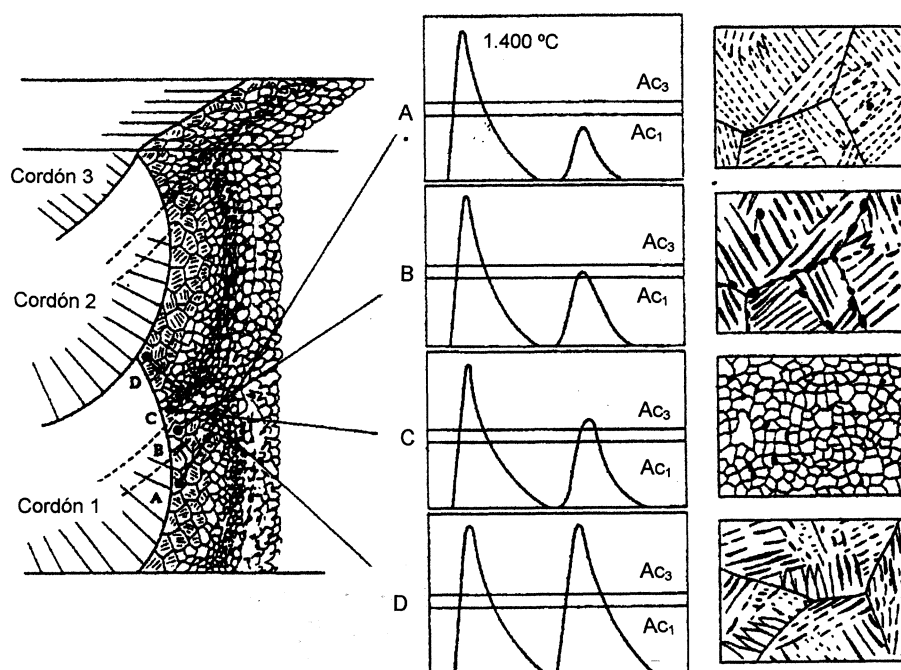 1.400 ºC
Ac3
Ac1
A
Ac3
Ac1
B
Ac3
Ac1
C
Ac3
Ac1
D
Cordón 3
Cordón 2
Cordón 1
D
C
B
A